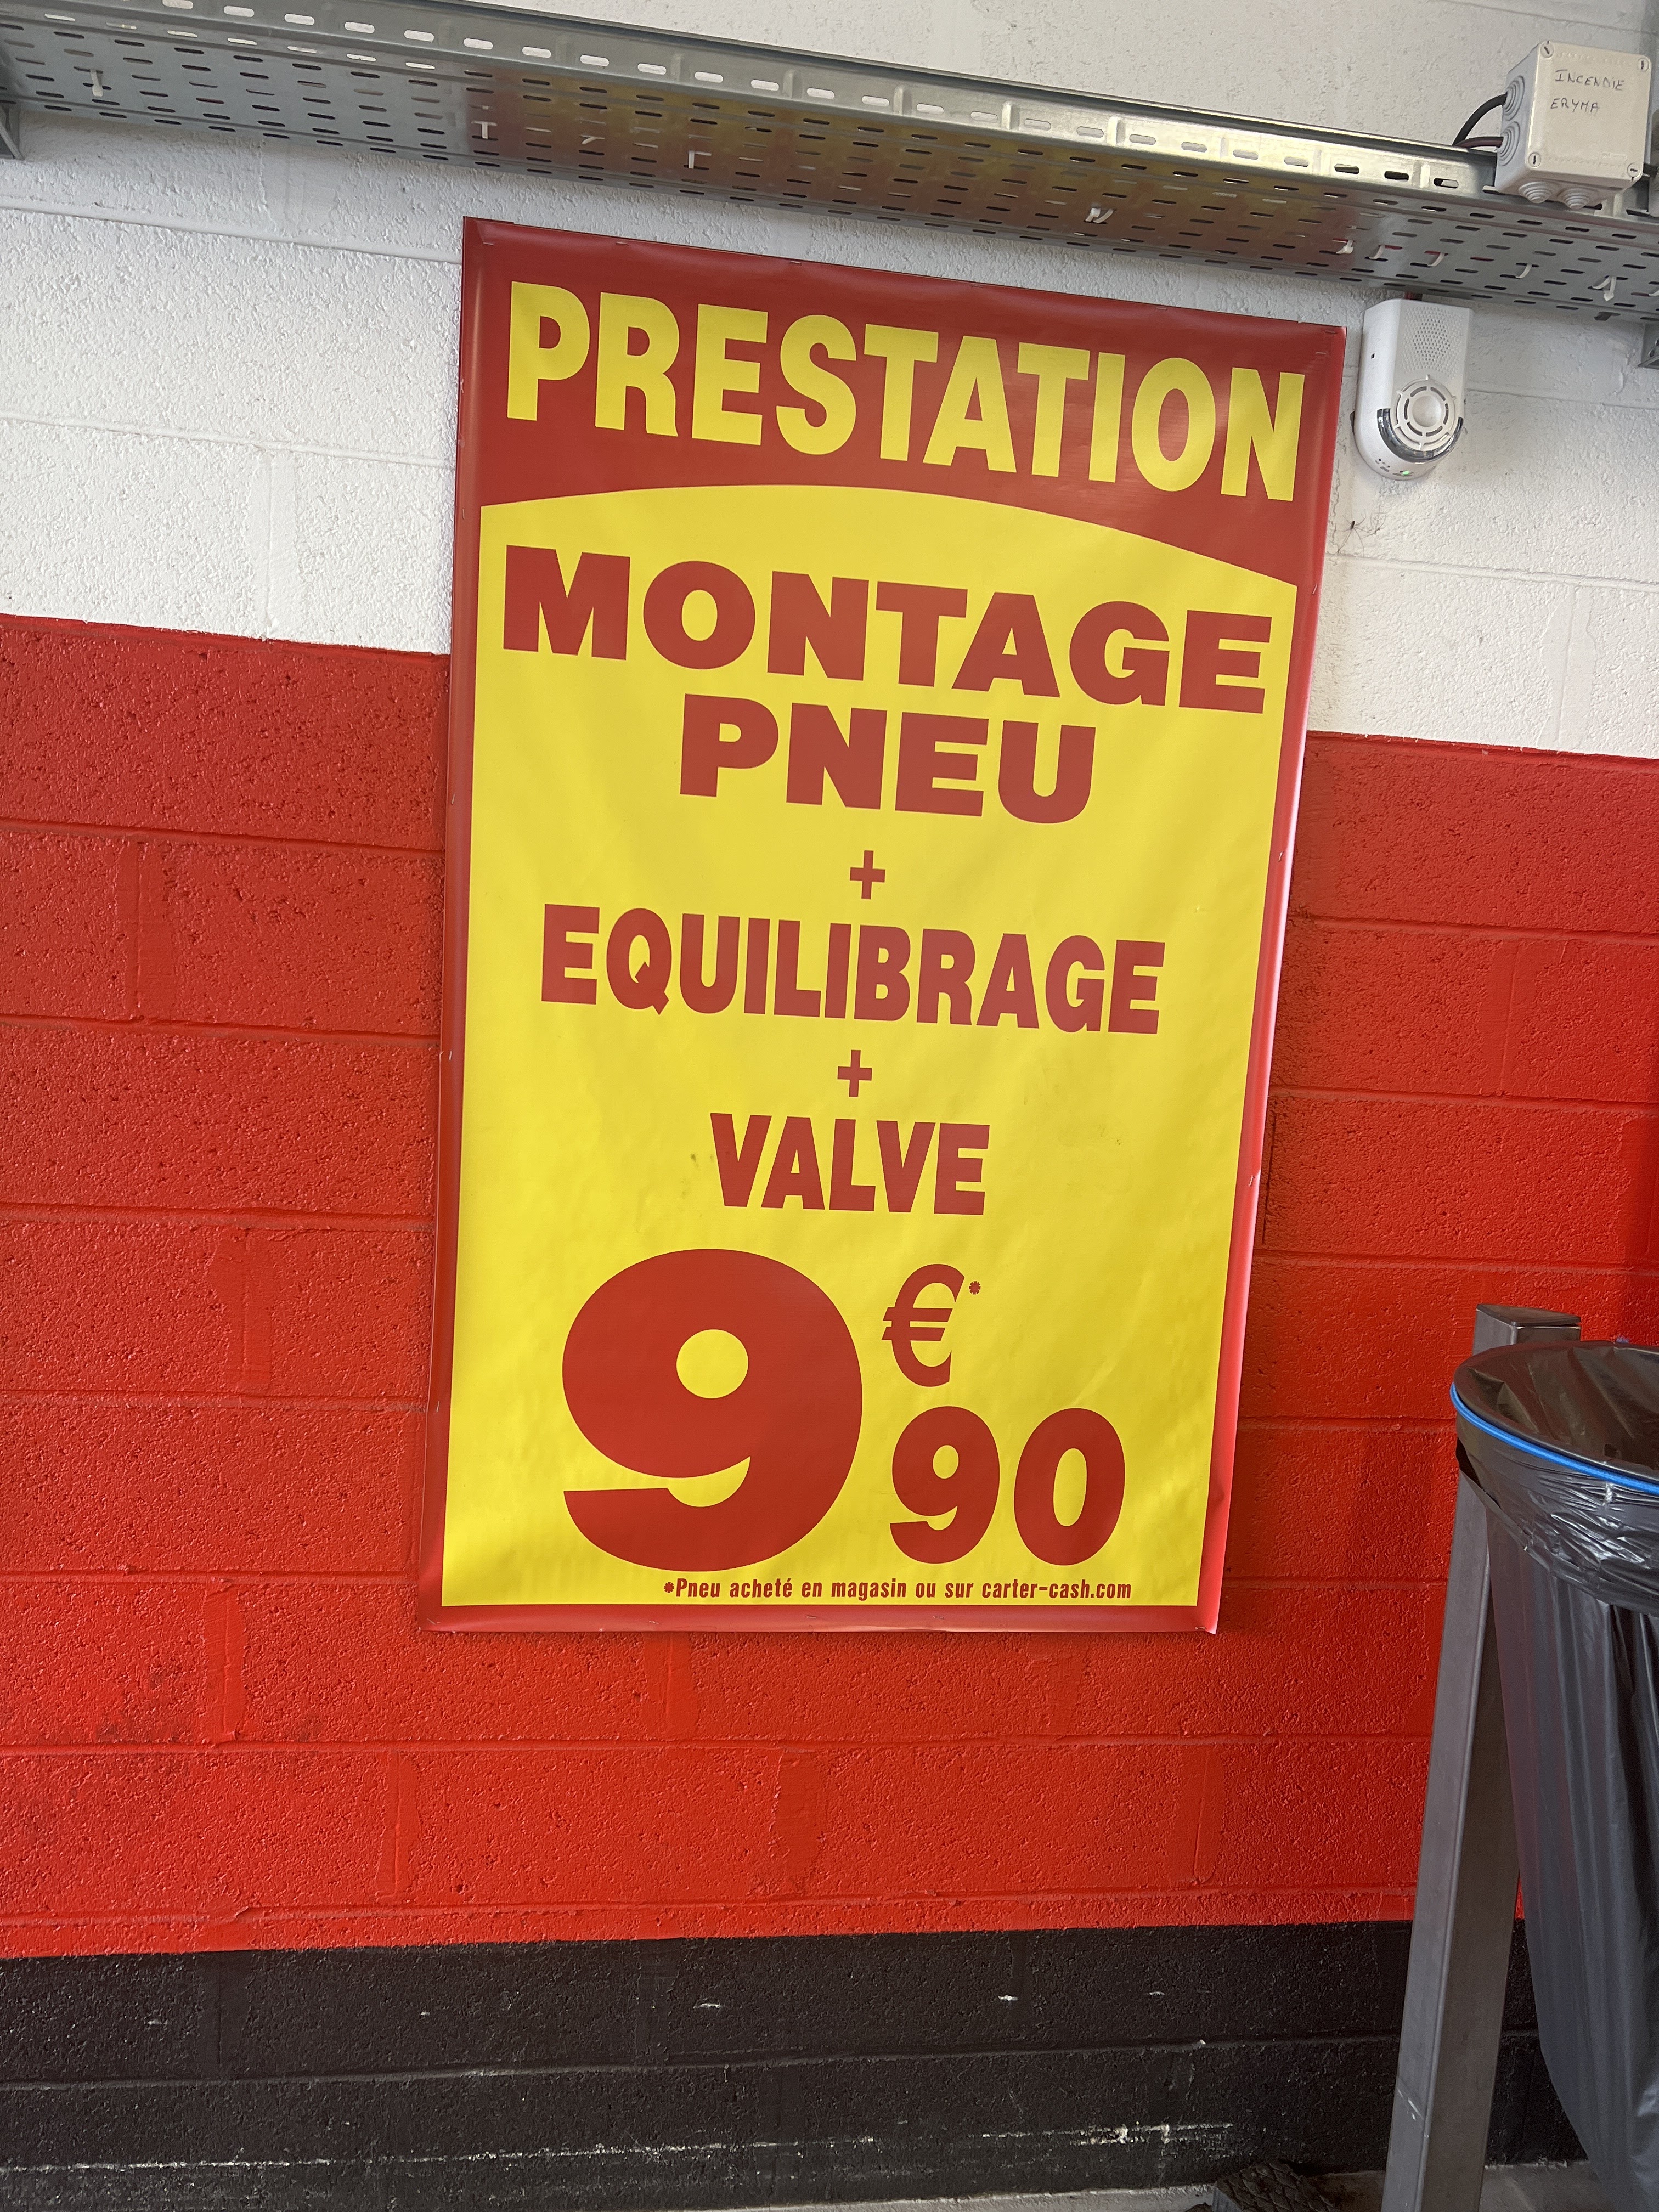 INCENDIE
ERYMA
PRESTATION
MONTAGE
PNEU
+
EQUILIBRAGE
+
VALVE
9€*90
*Pneu acheté en magasin ou sur carter-cash.com